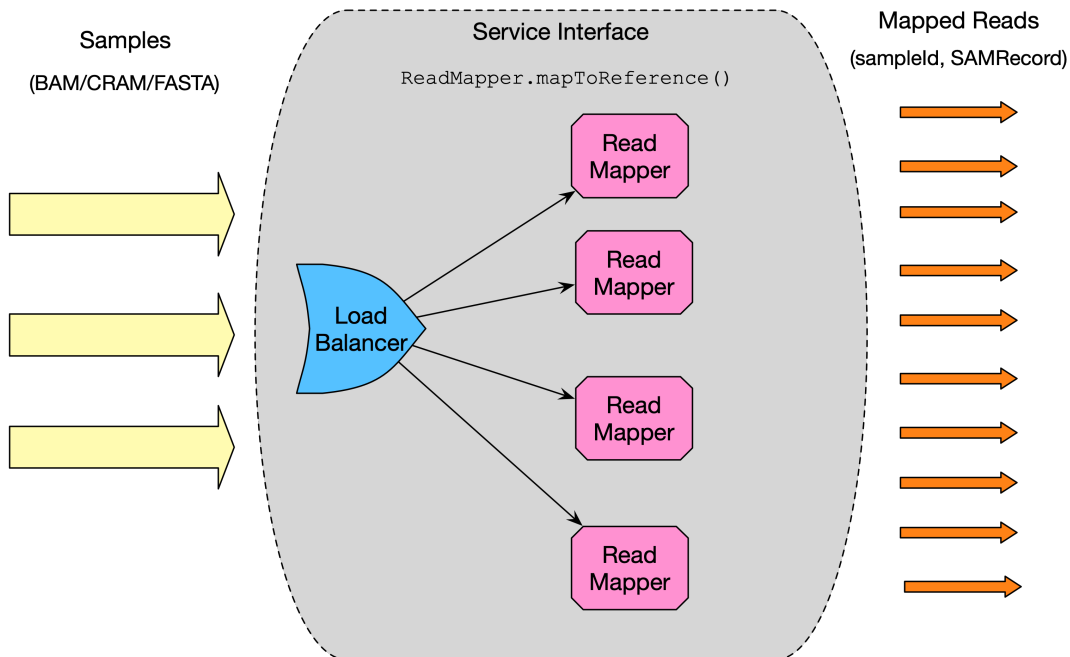 Samples
(BAM/CRAM/FASTA)
Service Interface
ReadMapper.mapToReference()
Load
Balancer
Read
Mapper
Read
Mapper
Read
Mapper
Read
Mapper
Mapped Reads
(sampleId, SAMRecord)